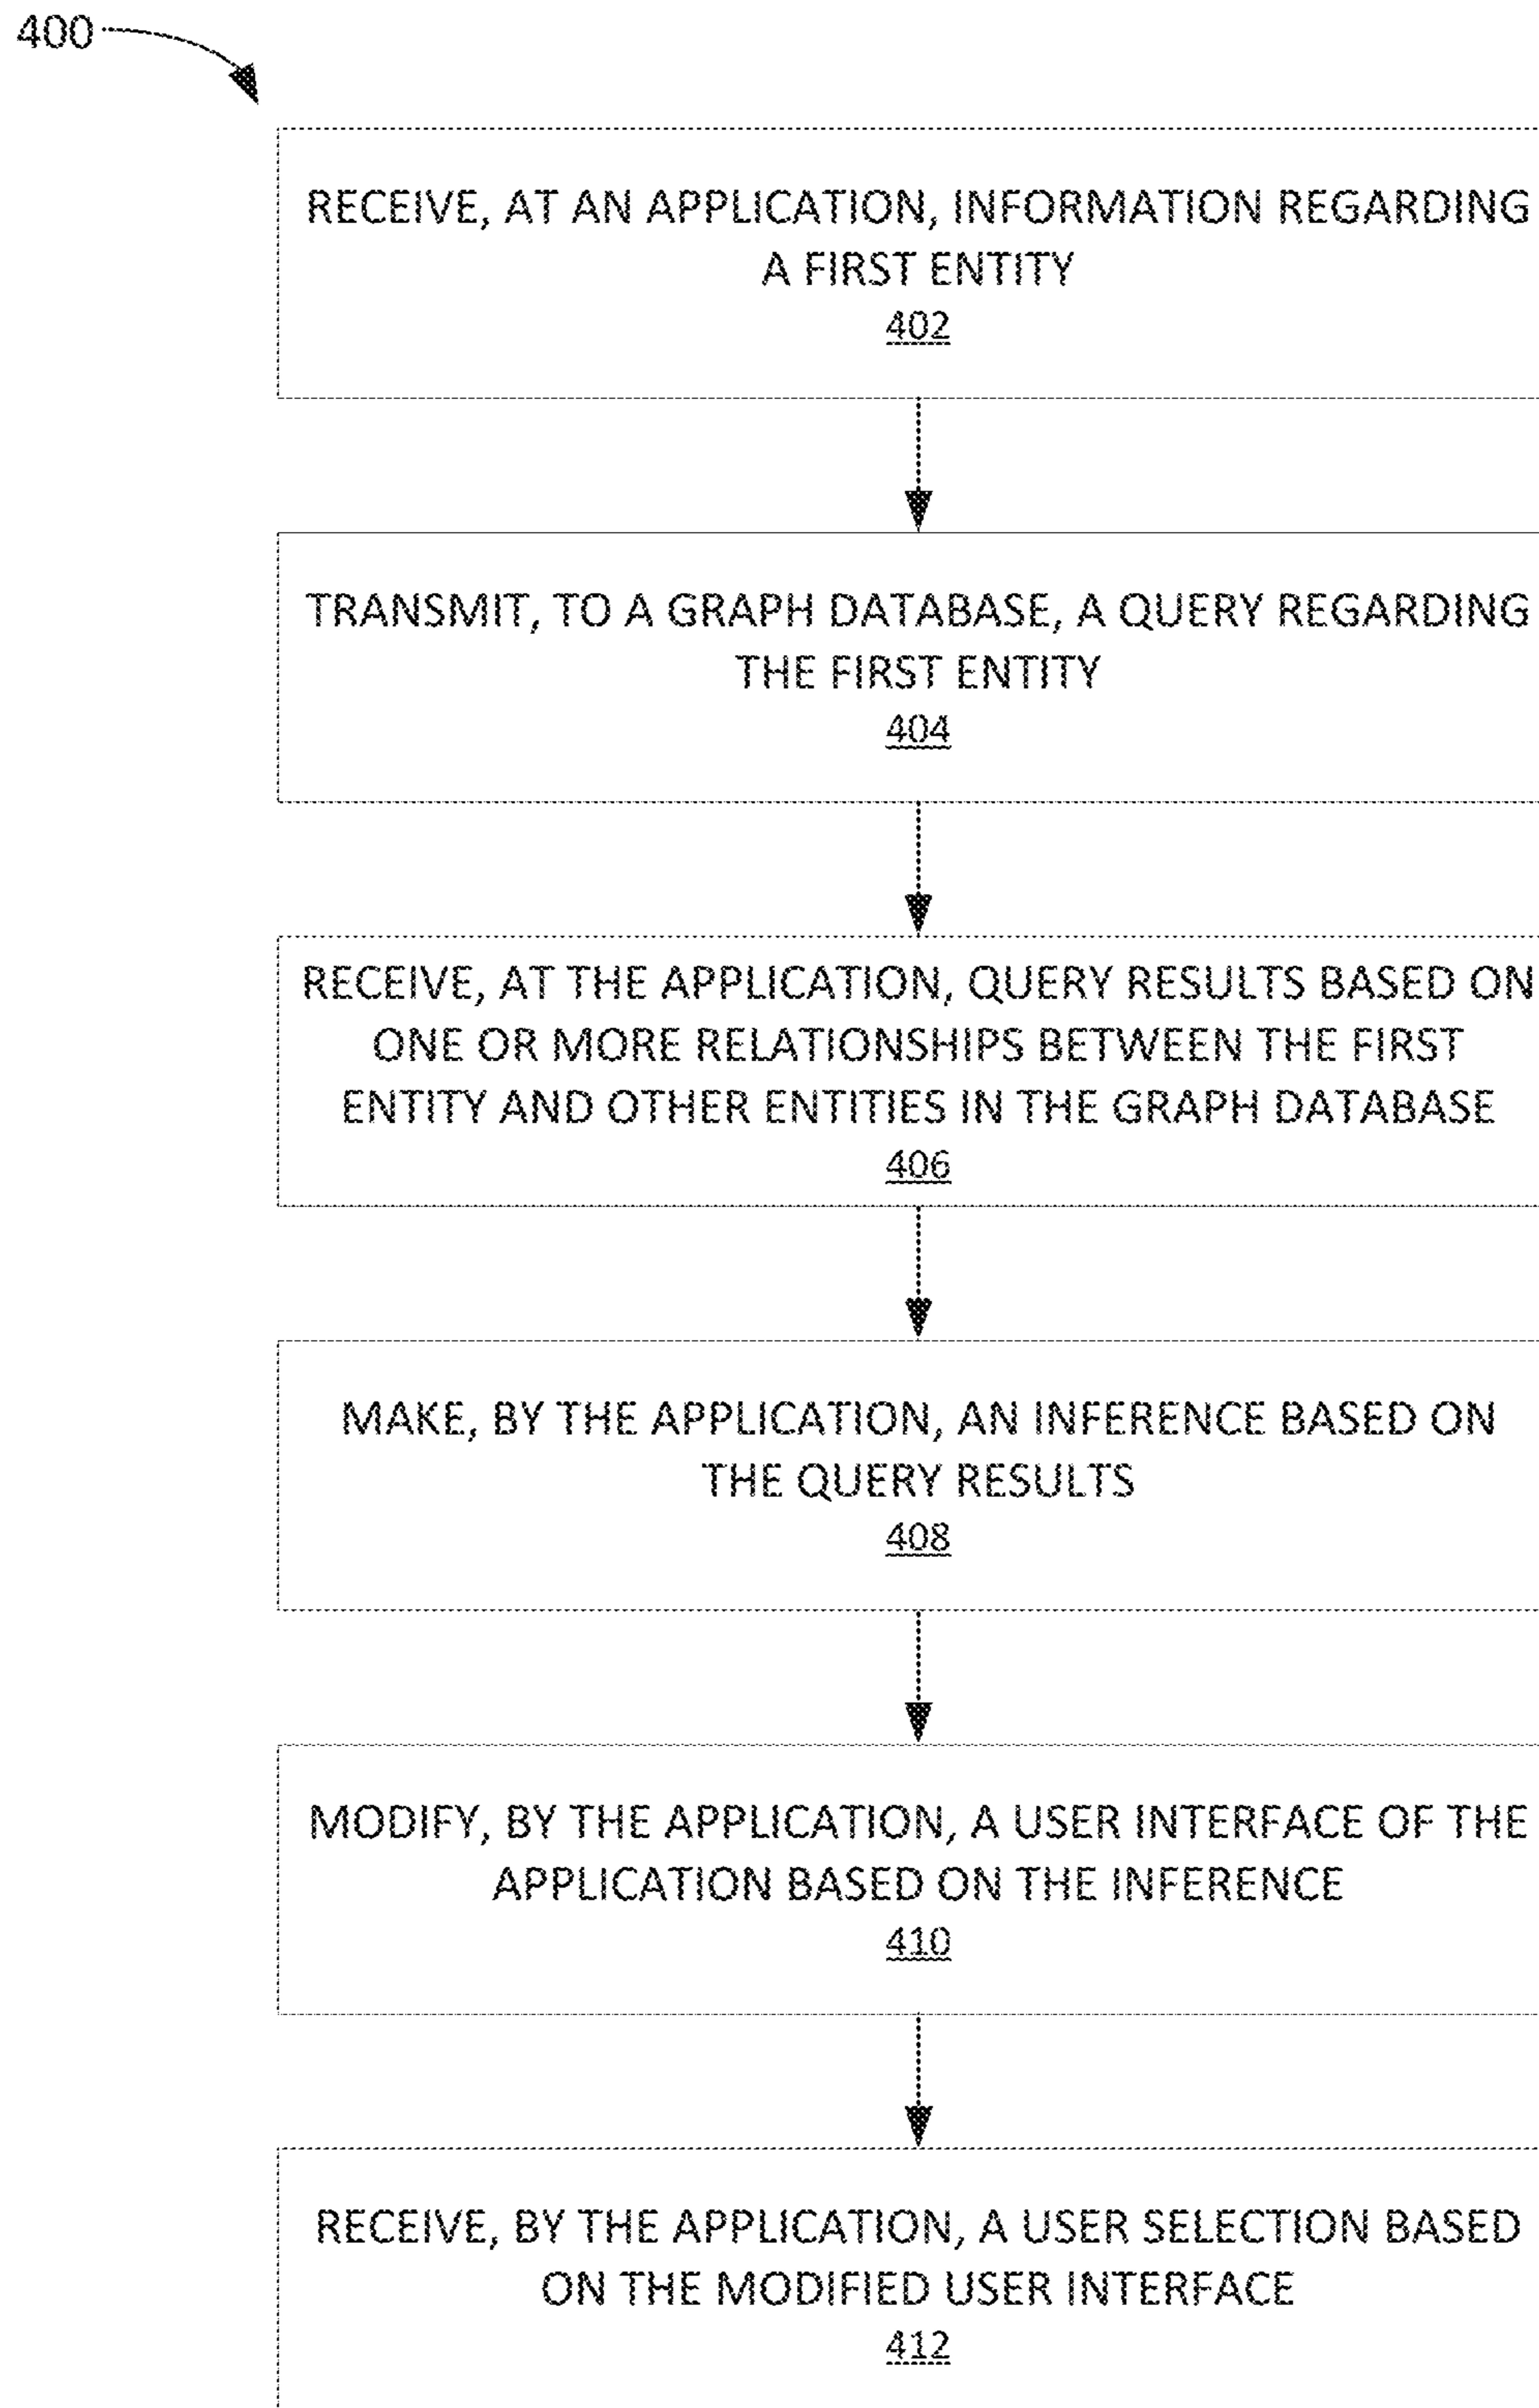 400
RECEIVE, AT AN APPLICATION, INFORMATION REGARDING
A FIRST ENTITY
402
TRANSMIT, TO A GRAPH DATABASE, A QUERY REGARDING
THE FIRST ENTITY
404
RECEIVE, AT THE APPLICATION, QUERY RESULTS BASED ON
ONE OR MORE RELATIONSHIPS BETWEEN THE FIRST
ENTITY AND OTHER ENTITIES IN THE GRAPH DATABASE
406
MAKE, BY THE APPLICATION, AN INFERENCE BASED ON
THE QUERY RESULTS
408
MODIFY, BY THE APPLICATION, A USER INTERFACE OF THE
APPLICATION BASED ON THE INFERENCE
410
RECEIVE, BY THE APPLICATION, A USER SELECTION BASED
ON THE MODIFIED USER INTERFACE
412